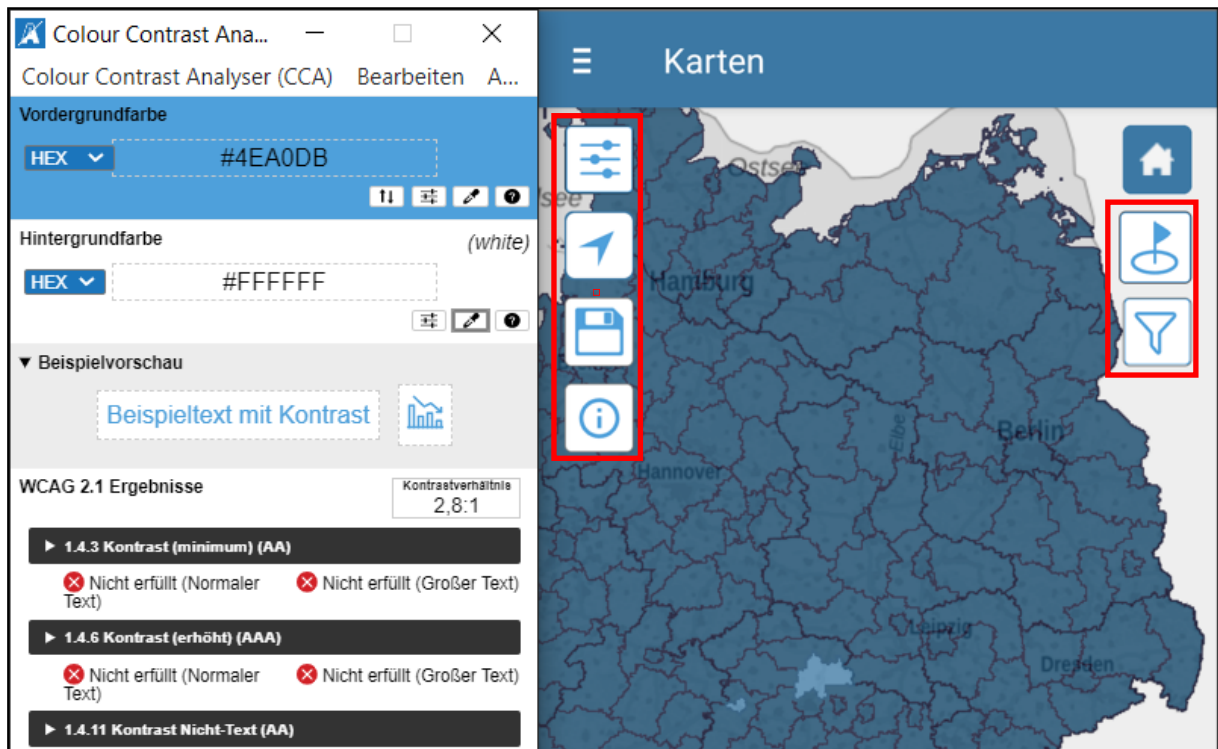 Colour Contrast Ana...
Colour Contrast Analyser (CCA) Bearbeiten A...
Vordergrundfarbe
HEX #4EA0DB
Hintergrundfarbe (white)
HEX #FFFFFF
Beispielvorschau
Beispieltext mit Kontrast
WCAG 2.1 Ergebnisse
Kontrastverhältnis
2,8:1
1.4.3 Kontrast (minimum) (AA)
Nicht erfüllt (Normaler Text)
Nicht erfüllt (Großer Text)
1.4.6 Kontrast (erhöht) (AAA)
Nicht erfüllt (Normaler Text)
Nicht erfüllt (Großer Text)
1.4.11 Kontrast Nicht-Text (AA)
Karten
Ostsee
see
Hamburg
Elbe
Berlin
Hannover
Leipzig
Dresden